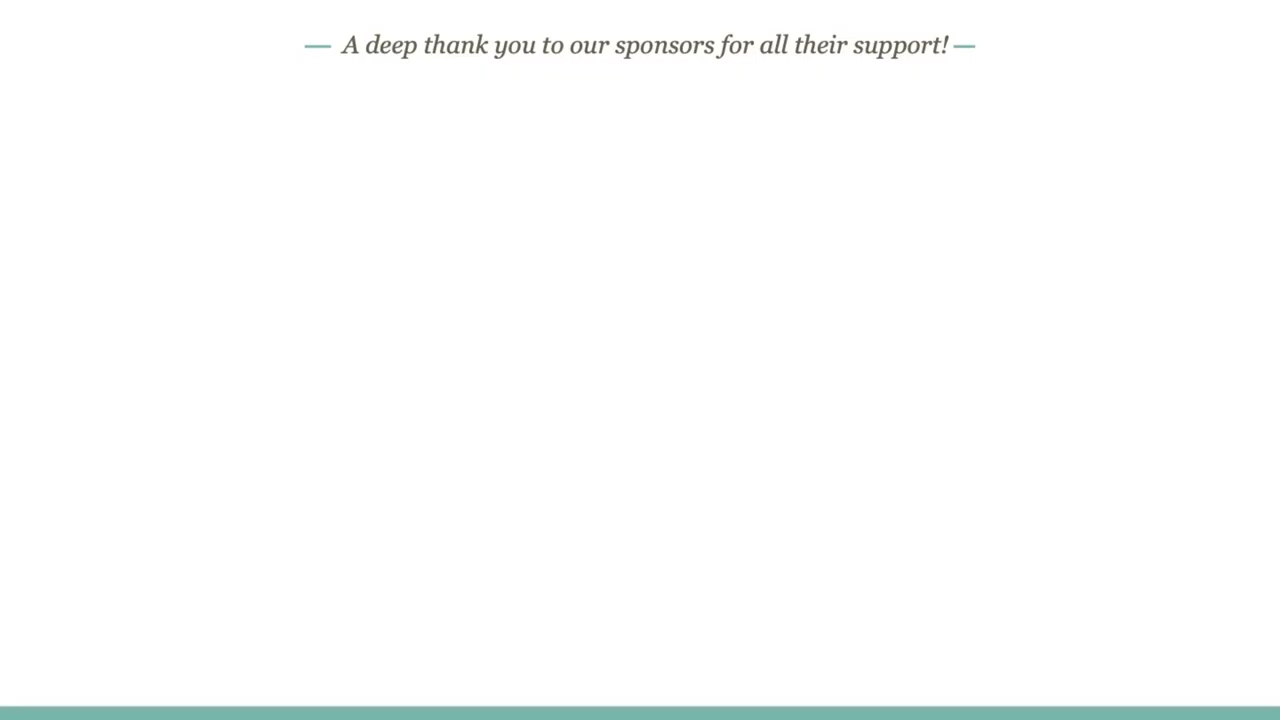 — A deep thank you to our sponsors for all their support! —